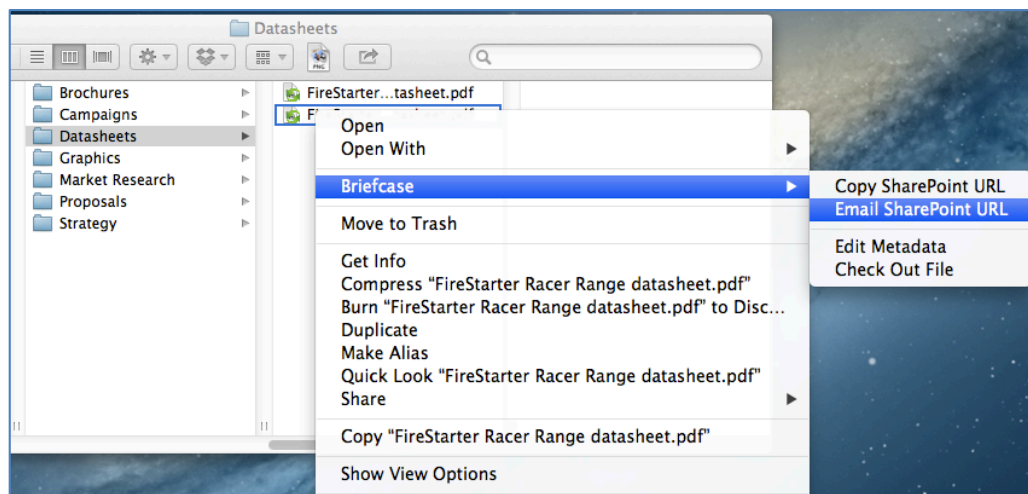 Datasheets
PNG
Brochures
Campaigns
Datasheets
Graphics
Market Research
Proposals
Strategy
FireStarter...tasheet.pdf
Open
Open With
Briefcase
Move to Trash
Get Info
Compress “FireStarter Racer Range datasheet.pdf”
Burn “FireStarter Racer Range datasheet.pdf” to Disc...
Duplicate
Make Alias
Quick Look “FireStarter Racer Range datasheet.pdf”
Share
Copy “FireStarter Racer Range datasheet.pdf”
Show View Options
Copy SharePoint URL
Email SharePoint URL
Edit Metadata
Check Out File